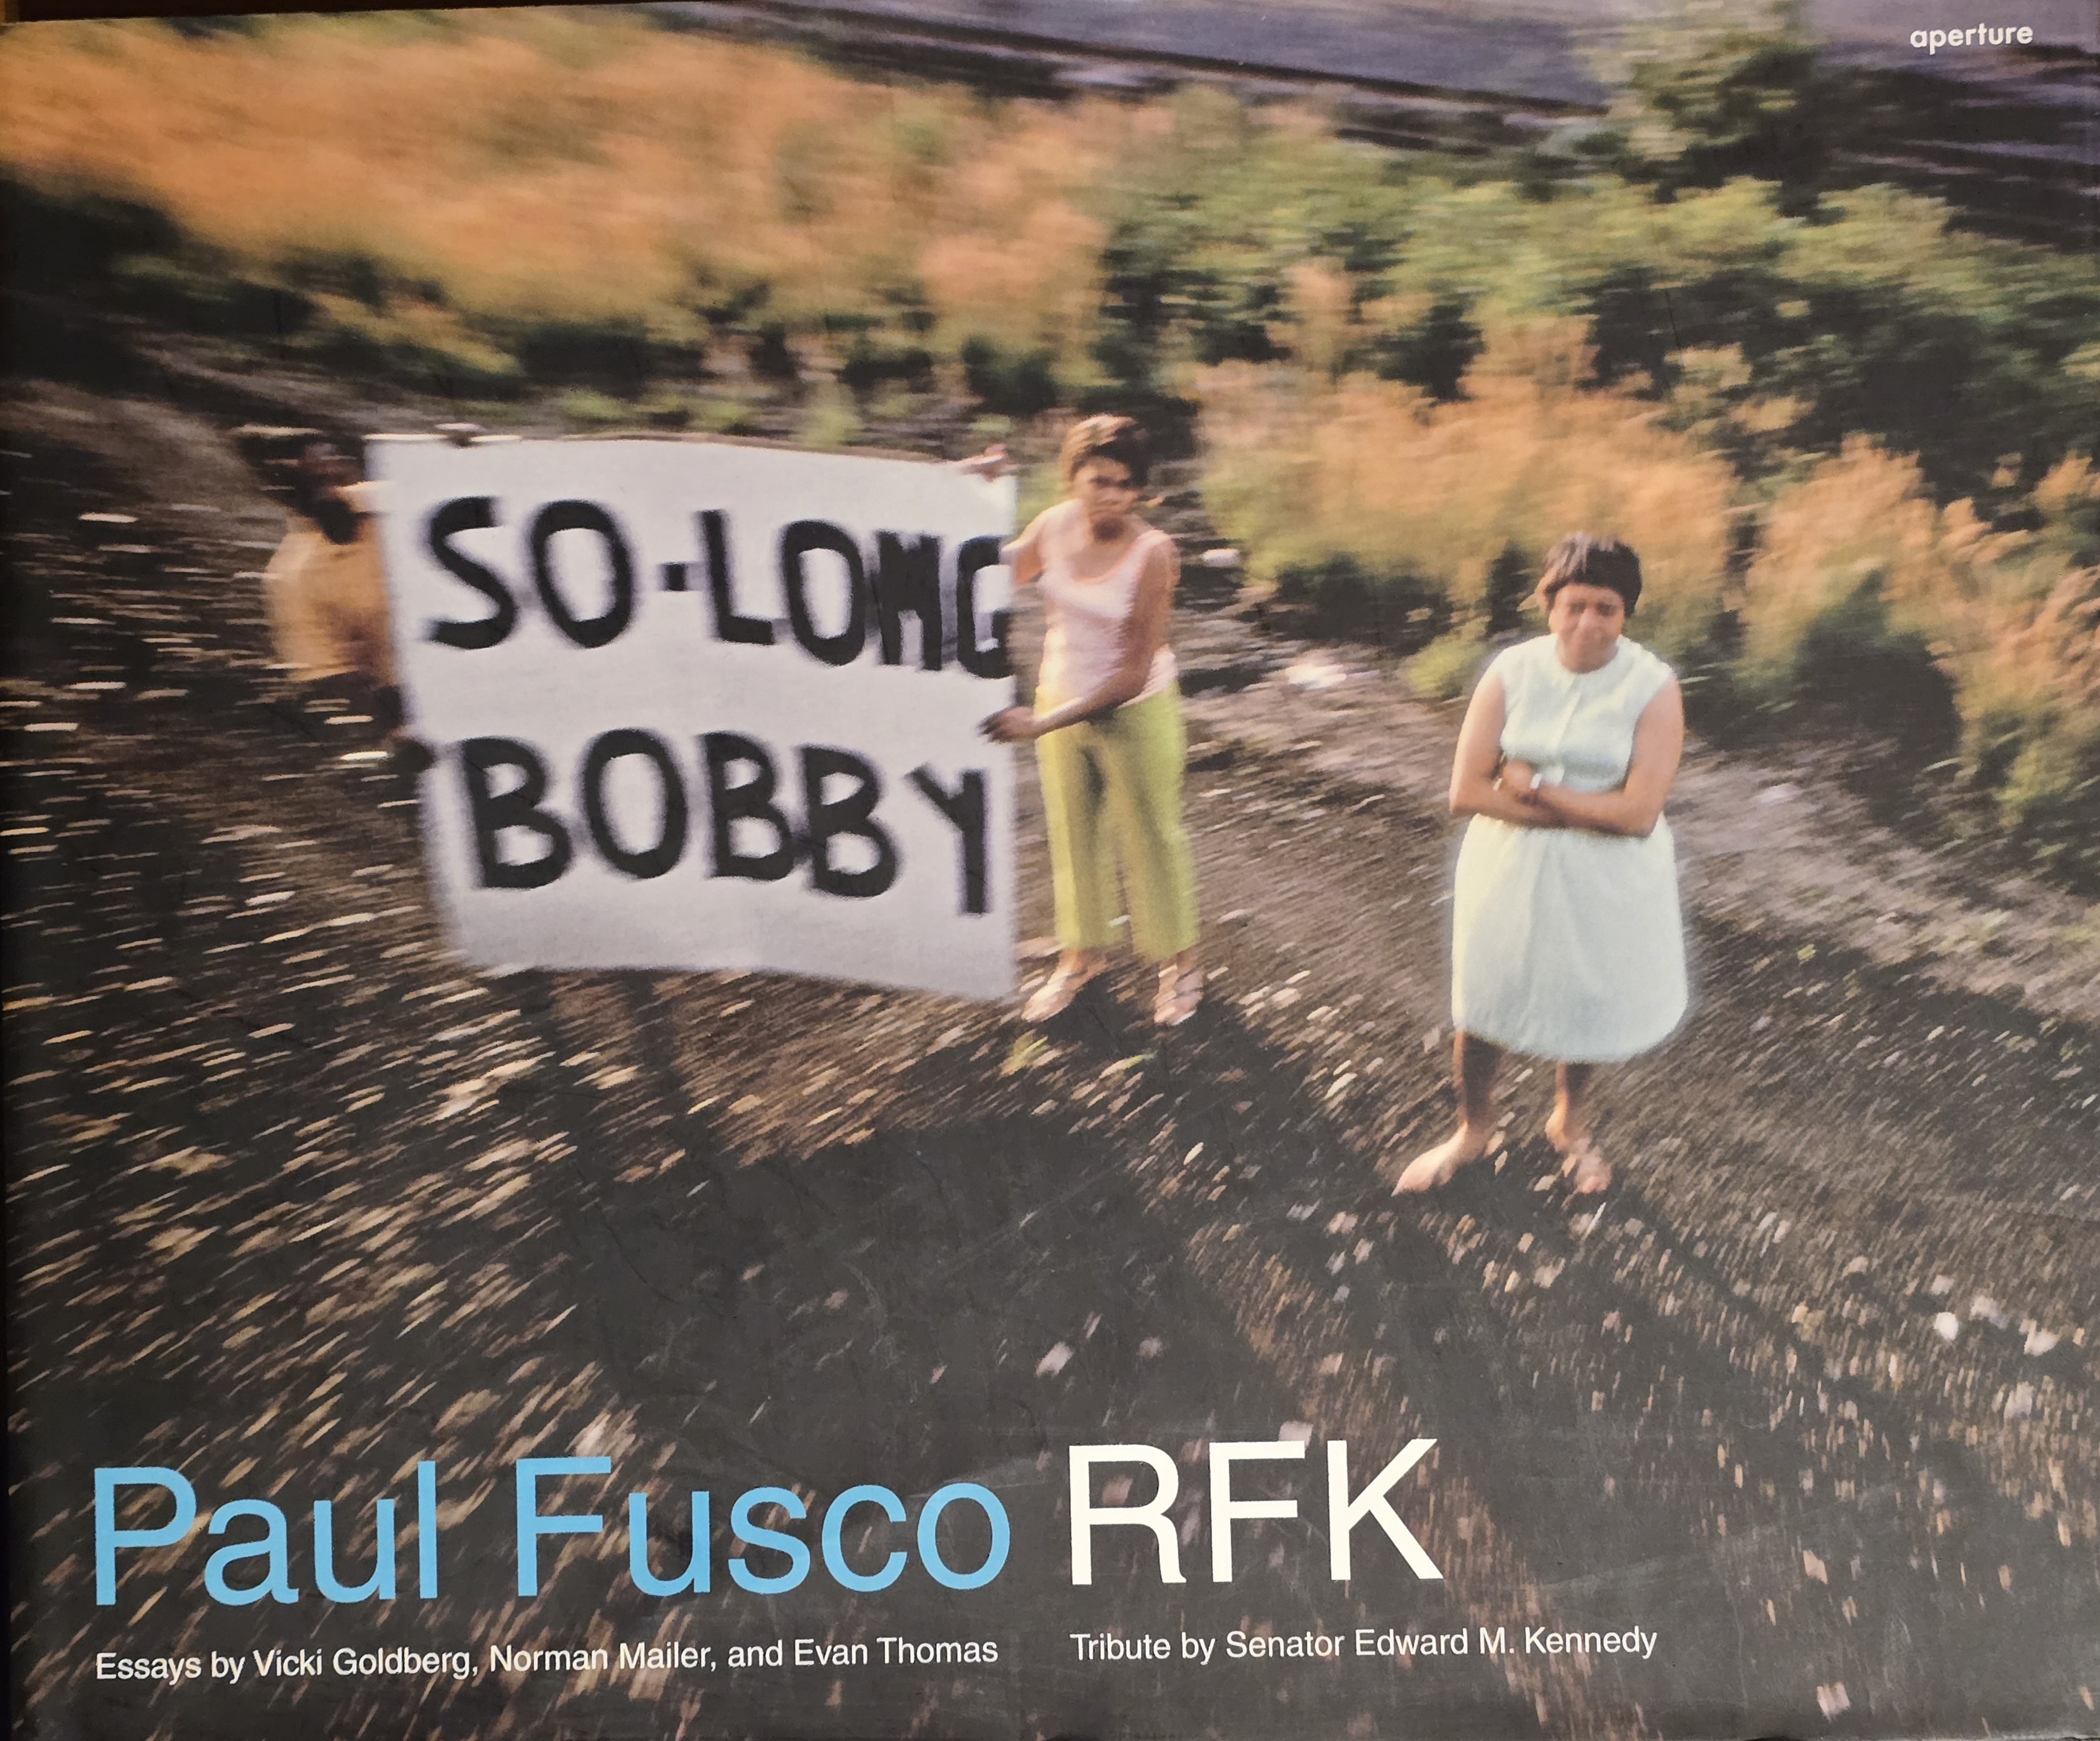 aperture
SO-LONG
BOBBY
Paul Fusco RFK
Essays by Vicki Goldberg, Norman Mailer, and Evan Thomas
Tribute by Senator Edward M. Kennedy